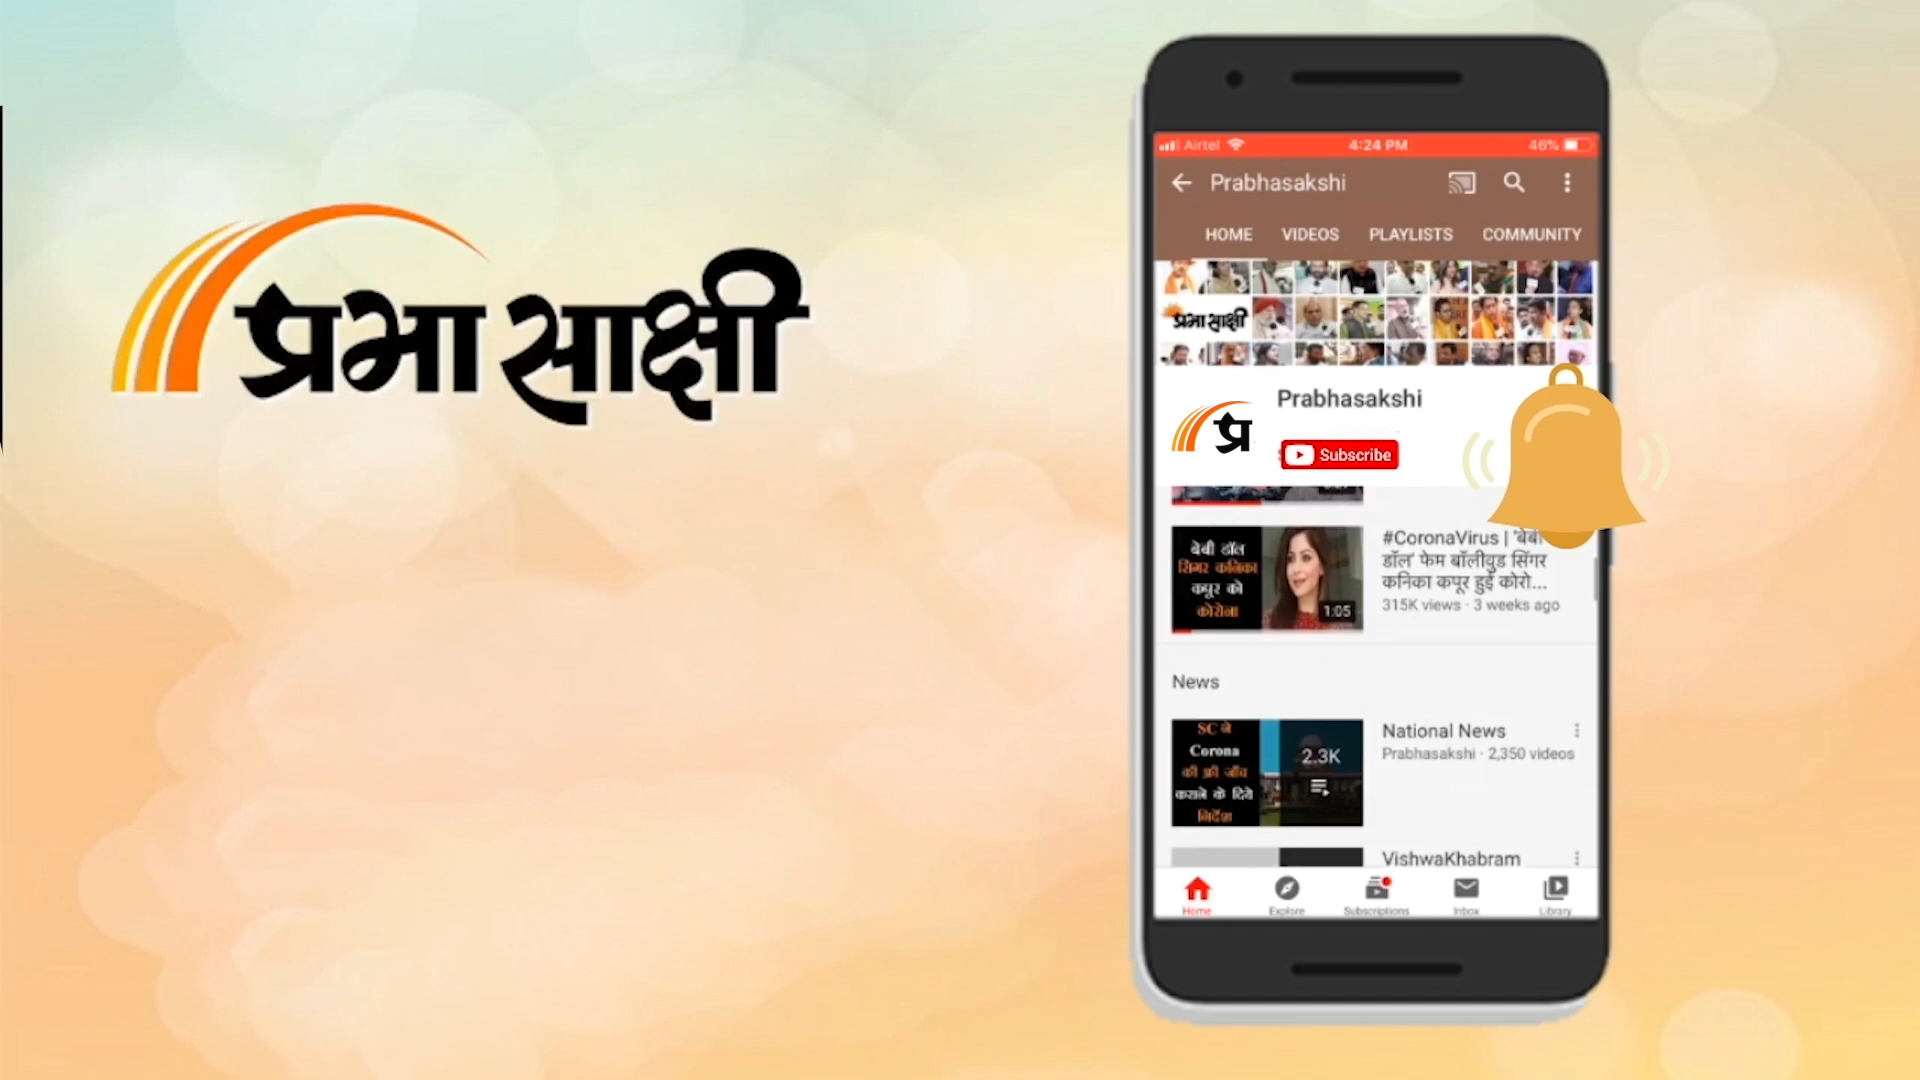 प्रभा साक्षी
Airtel 4:24 PM 46%
Prabhasakshi
HOME VIDEOS PLAYLISTS COMMUNITY
प्रभा साक्षी
Prabhasakshi
प्र
Subscribe
बेबी डॉल
सिंगर कनिका
कपूर को
कोरोना
1:05
#CoronaVirus | 'बेबी
डॉल' फेम बॉलीवुड सिंगर
कनिका कपूर हुईं कोरो...
315K views · 3 weeks ago
News
SC ने
Corona
की फ्री जाँच
कराने के दिये
निर्देश
2.3K
National News
Prabhasakshi · 2,350 videos
VishwaKhabram
Home Explore Subscriptions Inbox Library